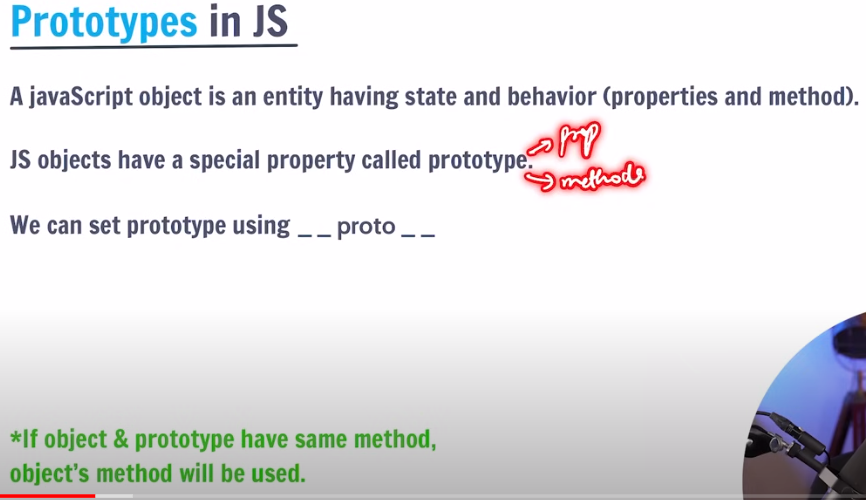 Prototypes in JS
A javaScript object is an entity having state and behavior (properties and method).
→ prop
JS objects have a special property called prototype.
→ methods
We can set prototype using _ _ proto _ _
*If object & prototype have same method,
object's method will be used.